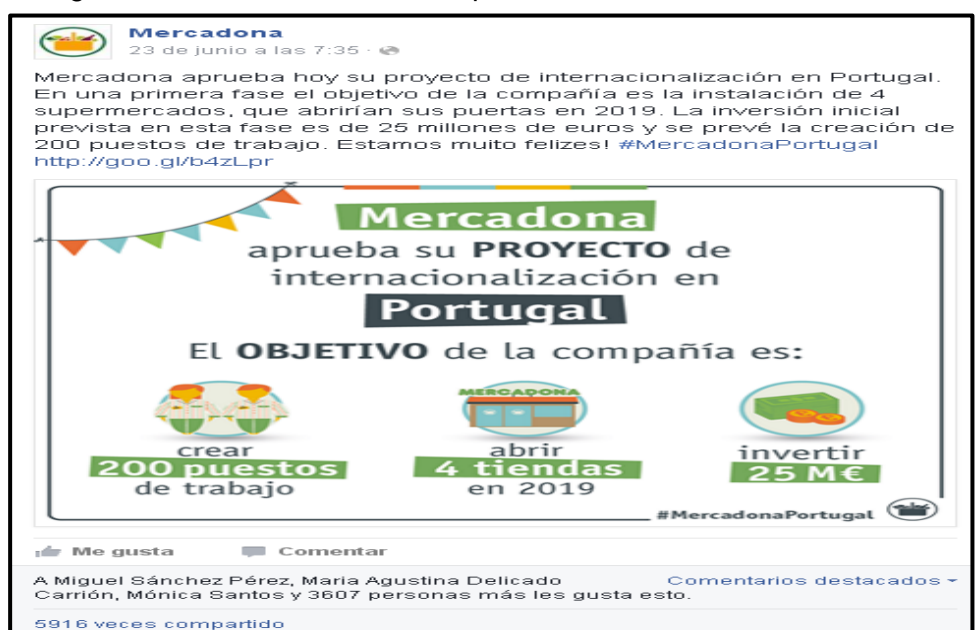 Mercadona
23 de junio a las 7:35 ·
Mercadona aprueba hoy su proyecto de internacionalización en Portugal.
En una primera fase el objetivo de la compañía es la instalación de 4
supermercados, que abrirían sus puertas en 2019. La inversión inicial
prevista en esta fase es de 25 millones de euros y se prevé la creación de
200 puestos de trabajo. Estamos muito felizes! #MercadonaPortugal
http://goo.gl/b4zLpr
Mercadona
aprueba su PROYECTO de
internacionalización en
Portugal
El OBJETIVO de la compañía es:
MERCADONA
crear
200 puestos
de trabajo
abrir
4 tiendas
en 2019
invertir
25 M€
#MercadonaPortugal
Me gusta Comentar
A Miguel Sánchez Pérez, Maria Agustina Delicado
Carrión, Mónica Santos y 3607 personas más les gusta esto.
Comentarios destacados
5916 veces compartido